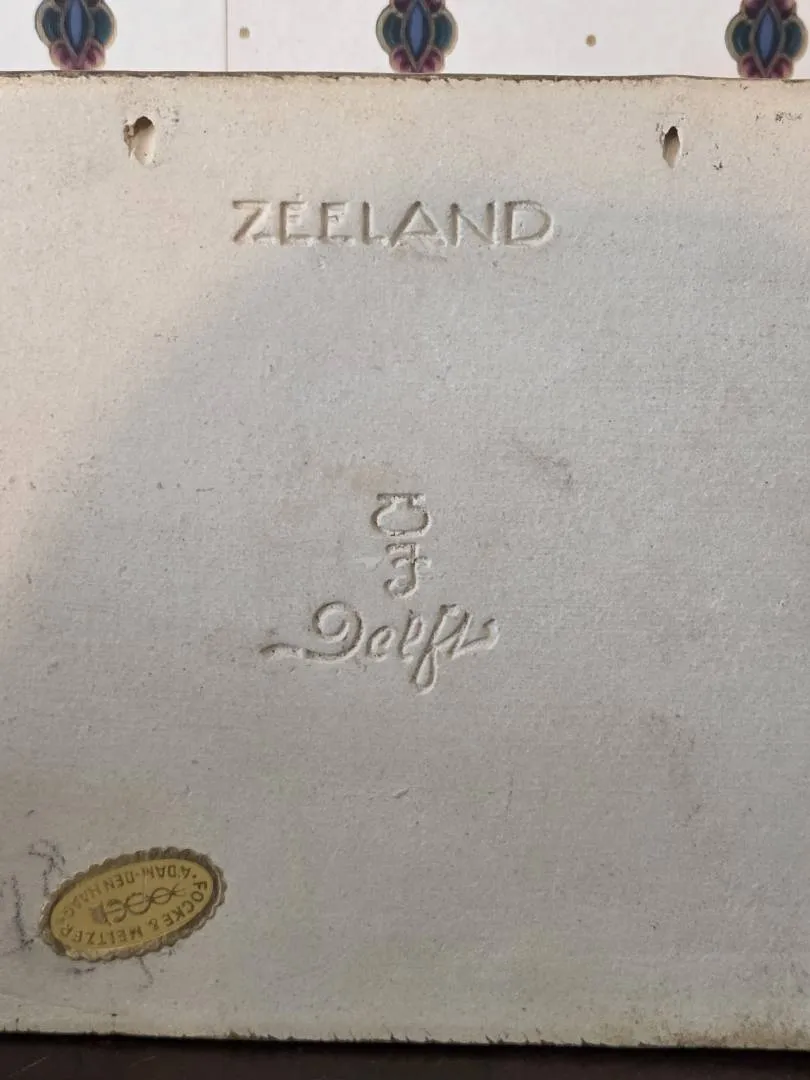 ZEELAND
Delft
FOCKE & MELTZER
A'DAM-DEN HAAG